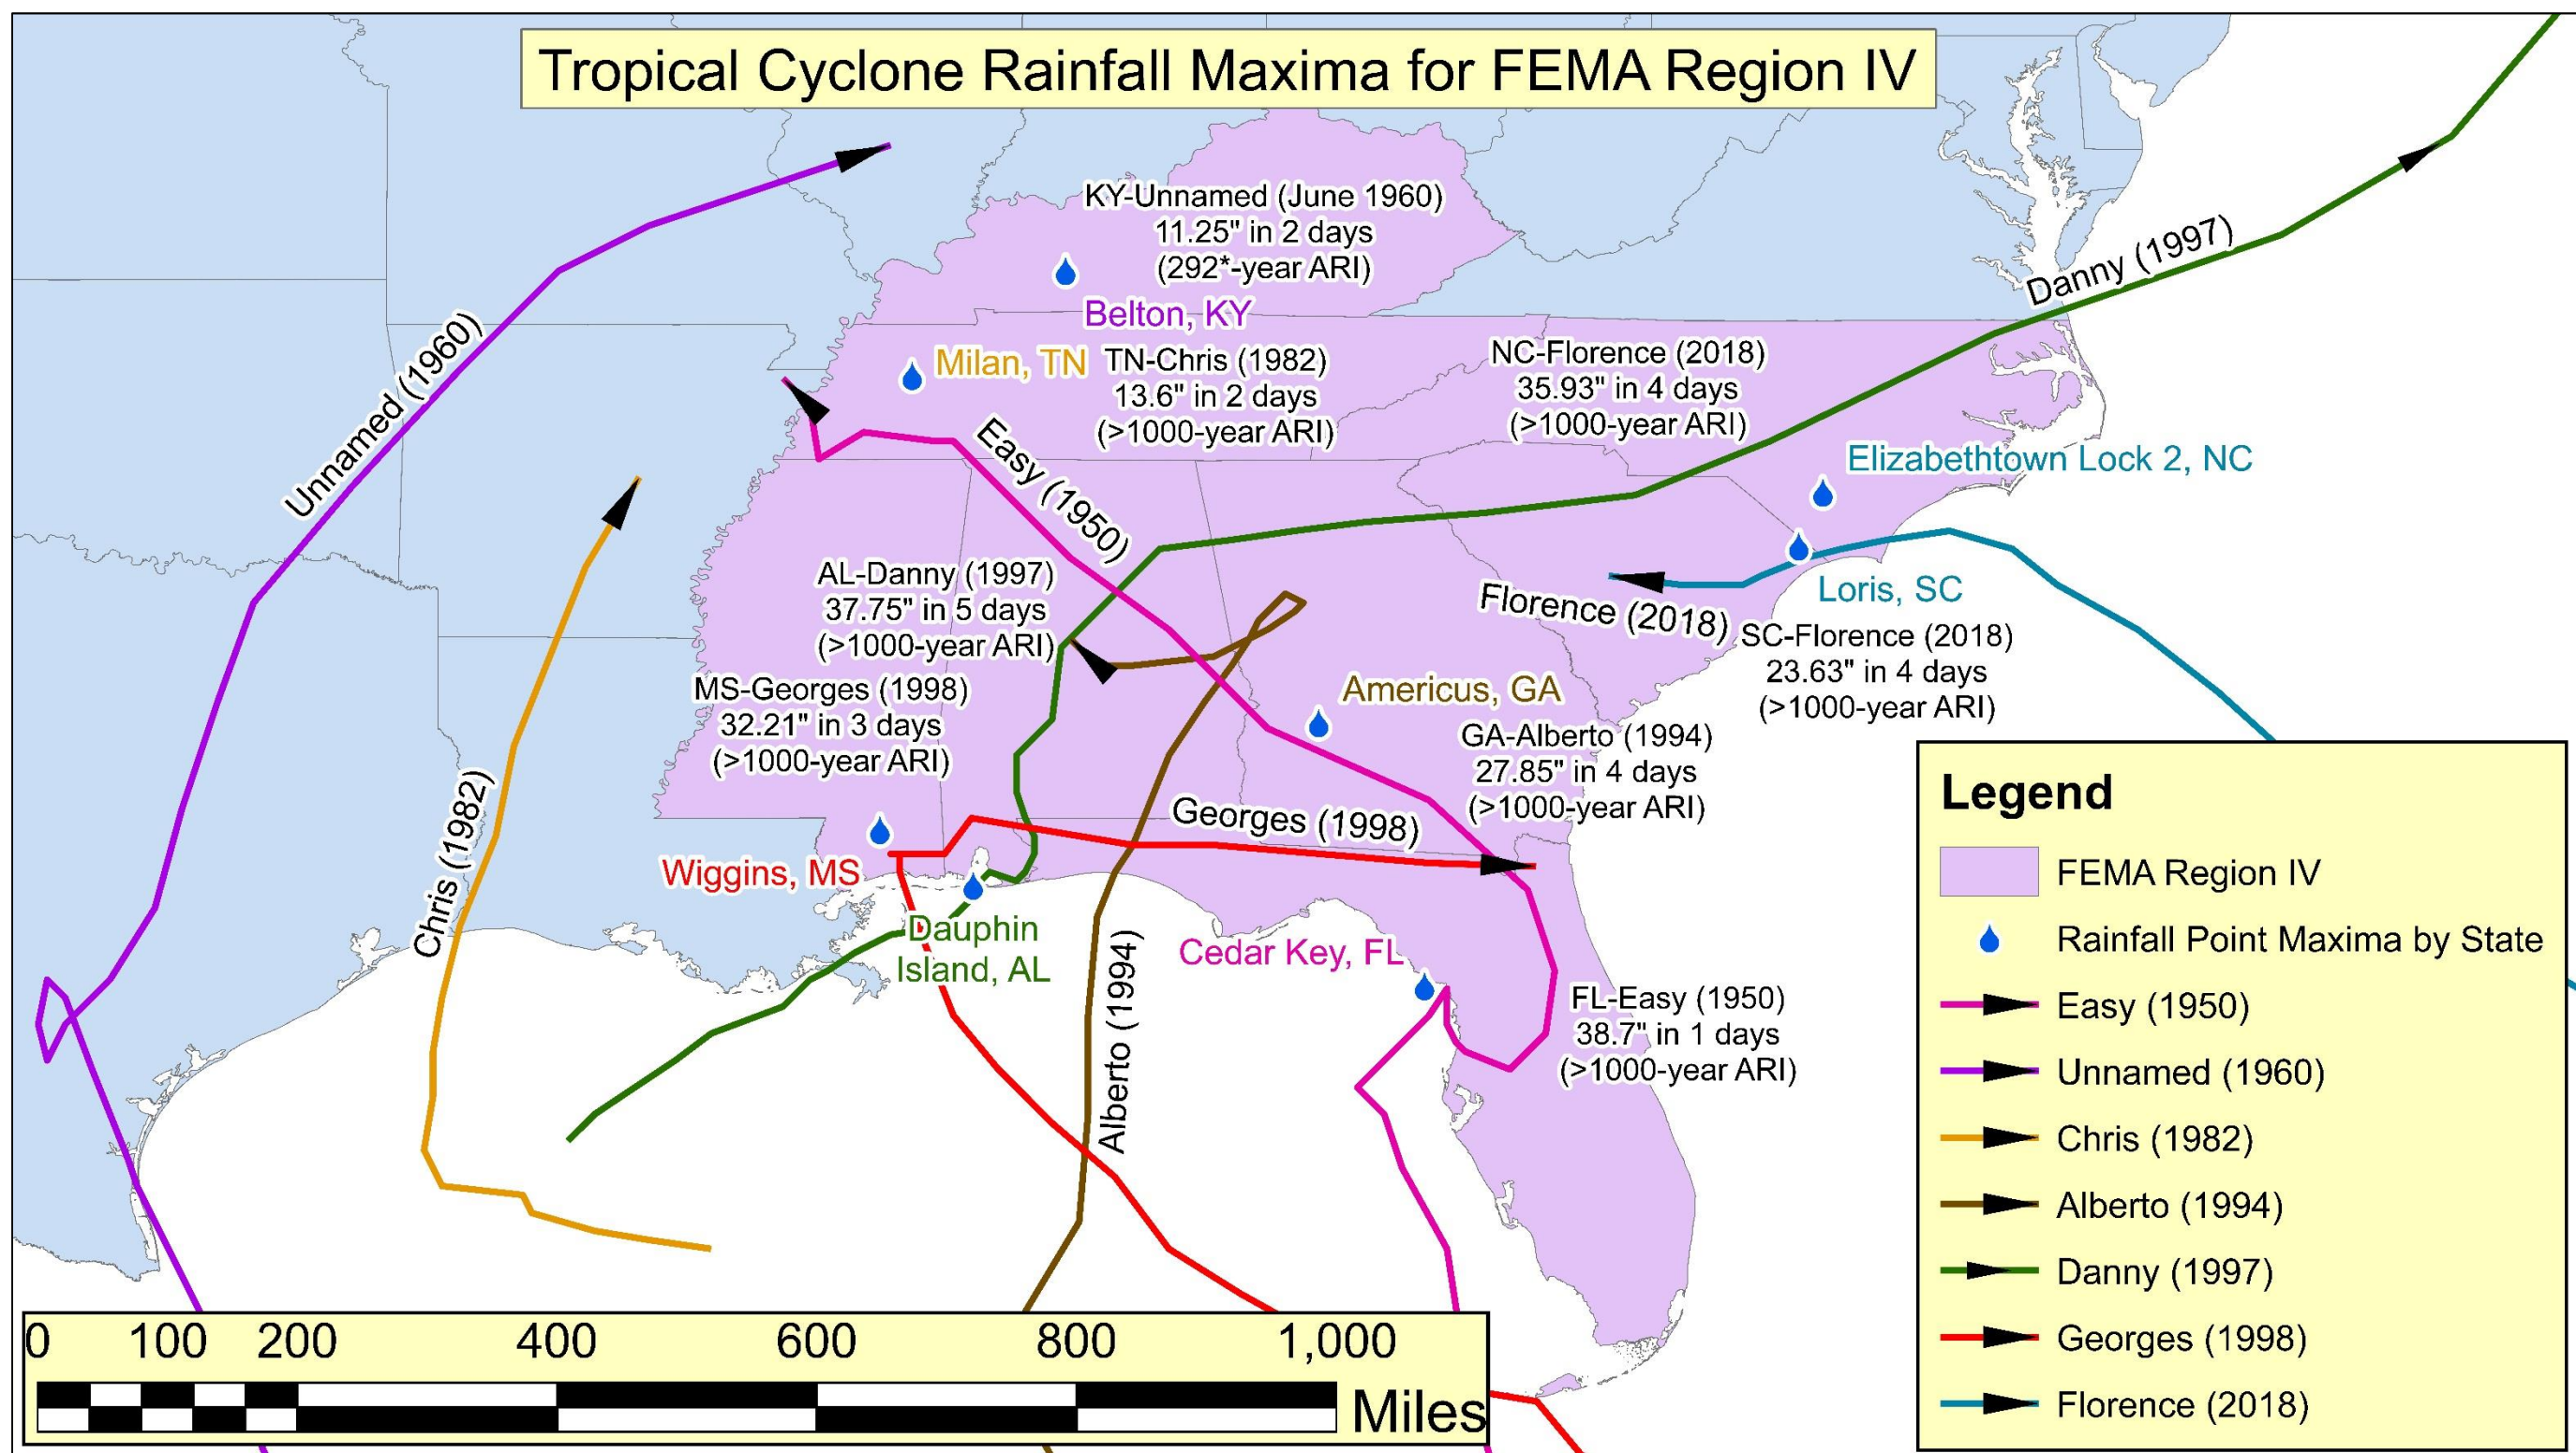 Tropical Cyclone Rainfall Maxima for FEMA Region IV
KY-Unnamed (June 1960)
11.25" in 2 days
(292*-year ARI)
Belton, KY
Danny (1997)
Unnamed (1960)
Milan, TN
TN-Chris (1982)
13.6" in 2 days
(>1000-year ARI)
NC-Florence (2018)
35.93" in 4 days
(>1000-year ARI)
Easy (1950)
Elizabethtown Lock 2, NC
AL-Danny (1997)
37.75" in 5 days
(>1000-year ARI)
Florence (2018)
Loris, SC
SC-Florence (2018)
23.63" in 4 days
(>1000-year ARI)
MS-Georges (1998)
32.21" in 3 days
(>1000-year ARI)
Americus, GA
GA-Alberto (1994)
27.85" in 4 days
(>1000-year ARI)
Chris (1982)
Georges (1998)
Wiggins, MS
Dauphin
Island, AL
Alberto (1994)
Cedar Key, FL
FL-Easy (1950)
38.7" in 1 days
(>1000-year ARI)
Legend
FEMA Region IV
Rainfall Point Maxima by State
Easy (1950)
Unnamed (1960)
Chris (1982)
Alberto (1994)
Danny (1997)
Georges (1998)
Florence (2018)
0 100 200 400 600 800 1,000
Miles